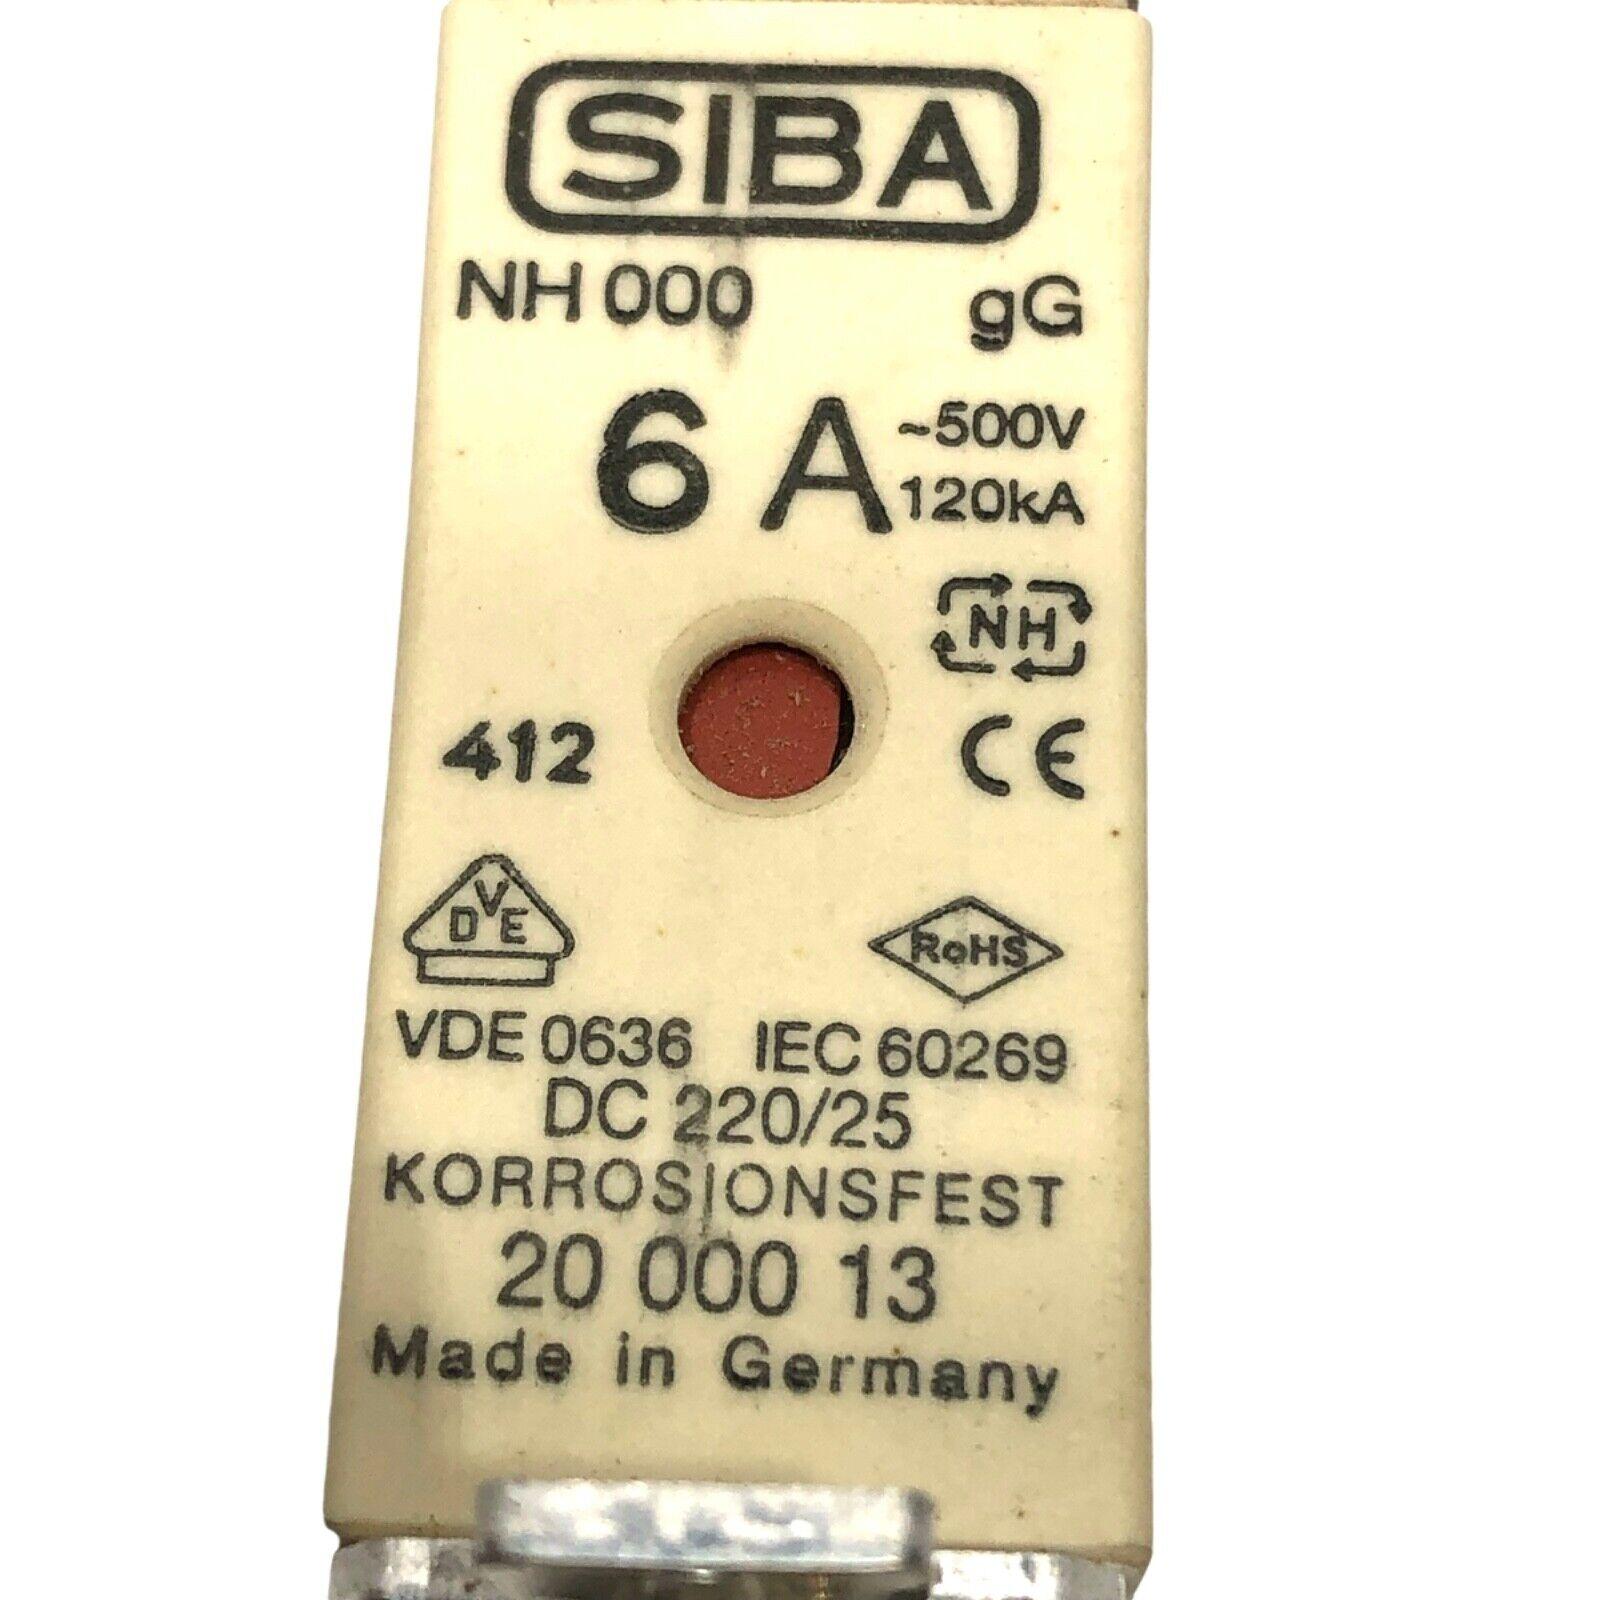 SIBA
NH 000 gG
6 A ~500V
120kA
NH
412 CE
VDE
RoHS
VDE 0636 IEC 60269
DC 220/25
KORROSIONSFEST
20 000 13
Made in Germany